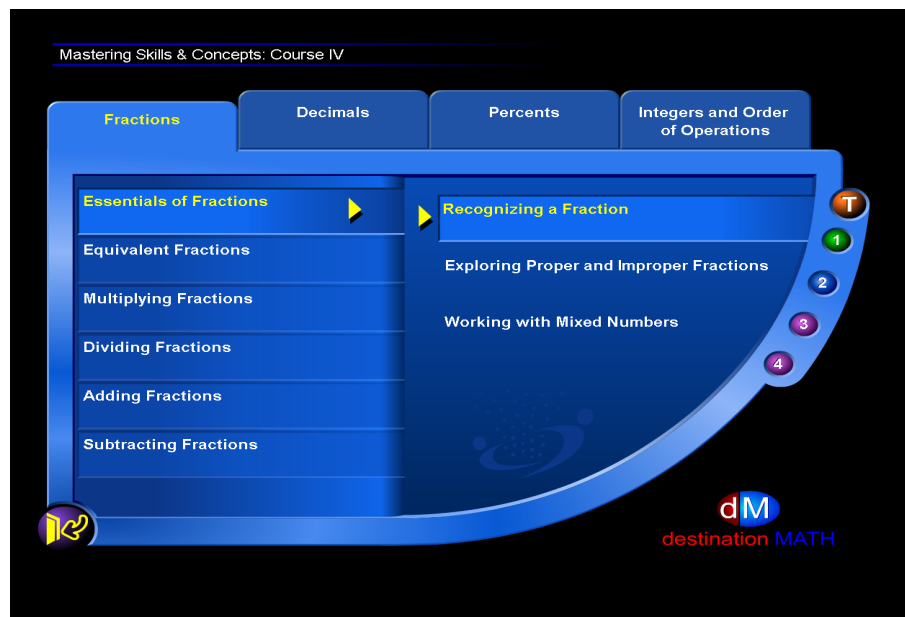 Mastering Skills & Concepts: Course IV
Fractions
Decimals
Percents
Integers and Order
of Operations
Essentials of Fractions
Equivalent Fractions
Multiplying Fractions
Dividing Fractions
Adding Fractions
Subtracting Fractions
Recognizing a Fraction
Exploring Proper and Improper Fractions
Working with Mixed Numbers
T
1
2
3
4
dM
destination MATH